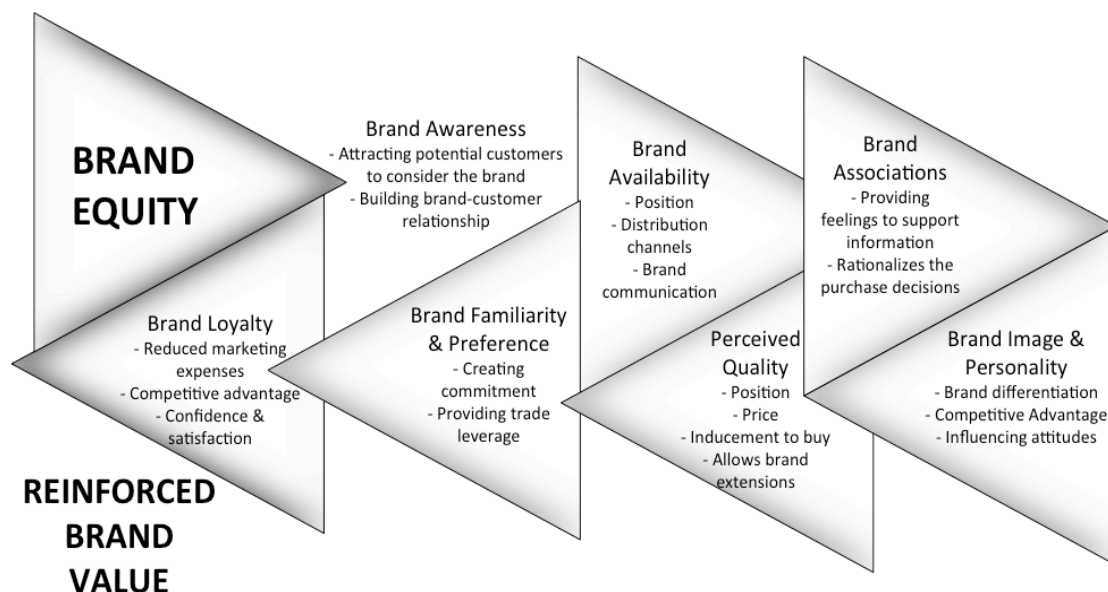 BRAND
EQUITY
Brand Awareness
- Attracting potential customers
to consider the brand
- Building brand-customer
relationship
Brand
Availability
- Position
- Distribution
channels
- Brand
communication
Brand
Associations
- Providing
feelings to support
information
- Rationalizes the
purchase decisions
Brand Loyalty
- Reduced marketing
expenses
- Competitive advantage
- Confidence &
satisfaction
Brand Familiarity
& Preference
- Creating
commitment
- Providing trade
leverage
Perceived
Quality
- Position
- Price
- Inducement to buy
- Allows brand
extensions
Brand Image &
Personality
- Brand differentiation
- Competitive Advantage
- Influencing attitudes
REINFORCED
BRAND
VALUE